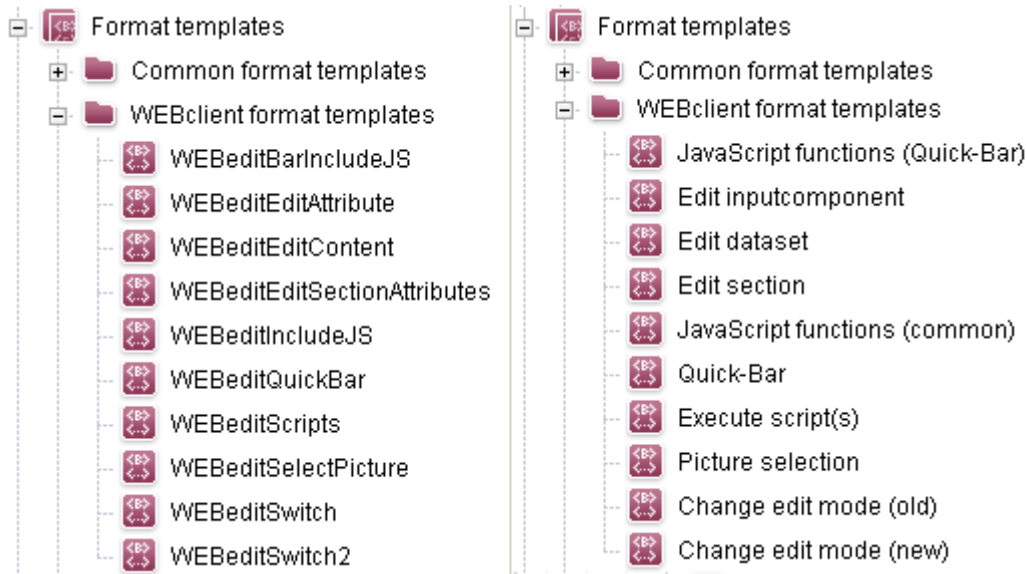 Format templates
Common format templates
WEBclient format templates
WEBeditBarIncludeJS
WEBeditEditAttribute
WEBeditEditContent
WEBeditEditSectionAttributes
WEBeditIncludeJS
WEBeditQuickBar
WEBeditScripts
WEBeditSelectPicture
WEBeditSwitch
WEBeditSwitch2
Format templates
Common format templates
WEBclient format templates
JavaScript functions (Quick-Bar)
Edit inputcomponent
Edit dataset
Edit section
JavaScript functions (common)
Quick-Bar
Execute script(s)
Picture selection
Change edit mode (old)
Change edit mode (new)